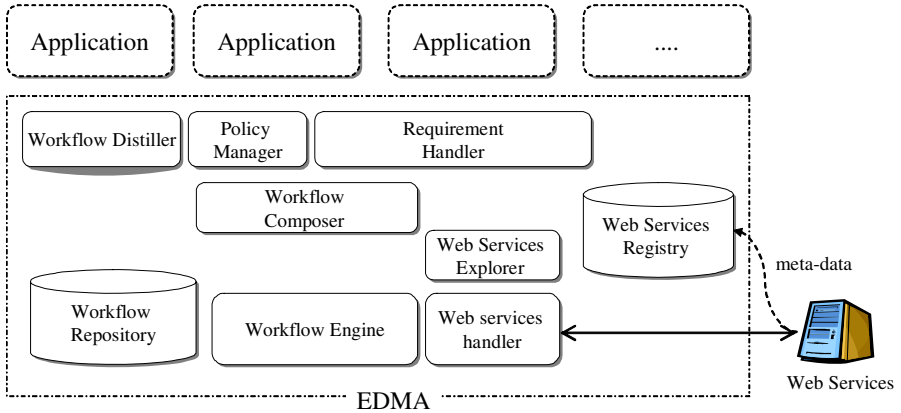 Application
Application
Application
....
Workflow Distiller
Policy
Manager
Requirement
Handler
Workflow
Composer
Web Services
Registry
Web Services
Explorer
meta-data
Workflow
Repository
Workflow Engine
Web services
handler
Web Services
EDMA